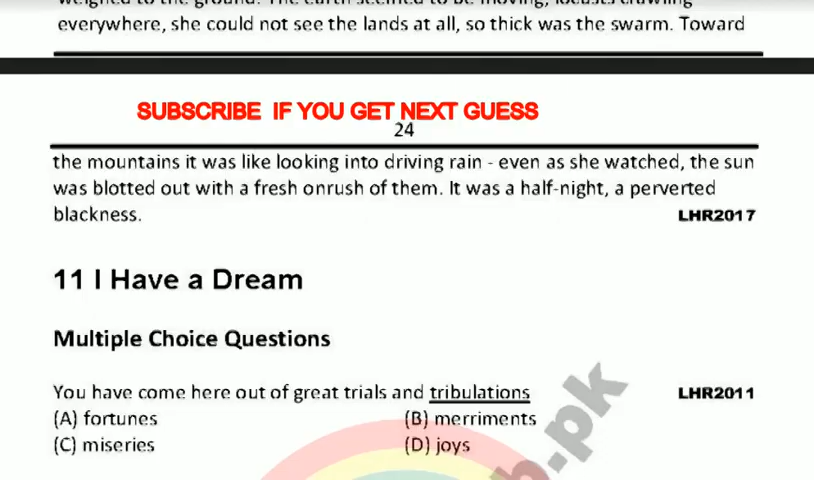 everywhere, she could not see the lands at all, so thick was the swarm. Toward
SUBSCRIBE IF YOU GET NEXT GUESS
24
the mountains it was like looking into driving rain - even as she watched, the sun
was blotted out with a fresh onrush of them. It was a half-night, a perverted
blackness. LHR2017
11 I Have a Dream
Multiple Choice Questions
You have come here out of great trials and tribulations LHR2011
(A) fortunes (B) merriments
(C) miseries (D) joys
b.pk